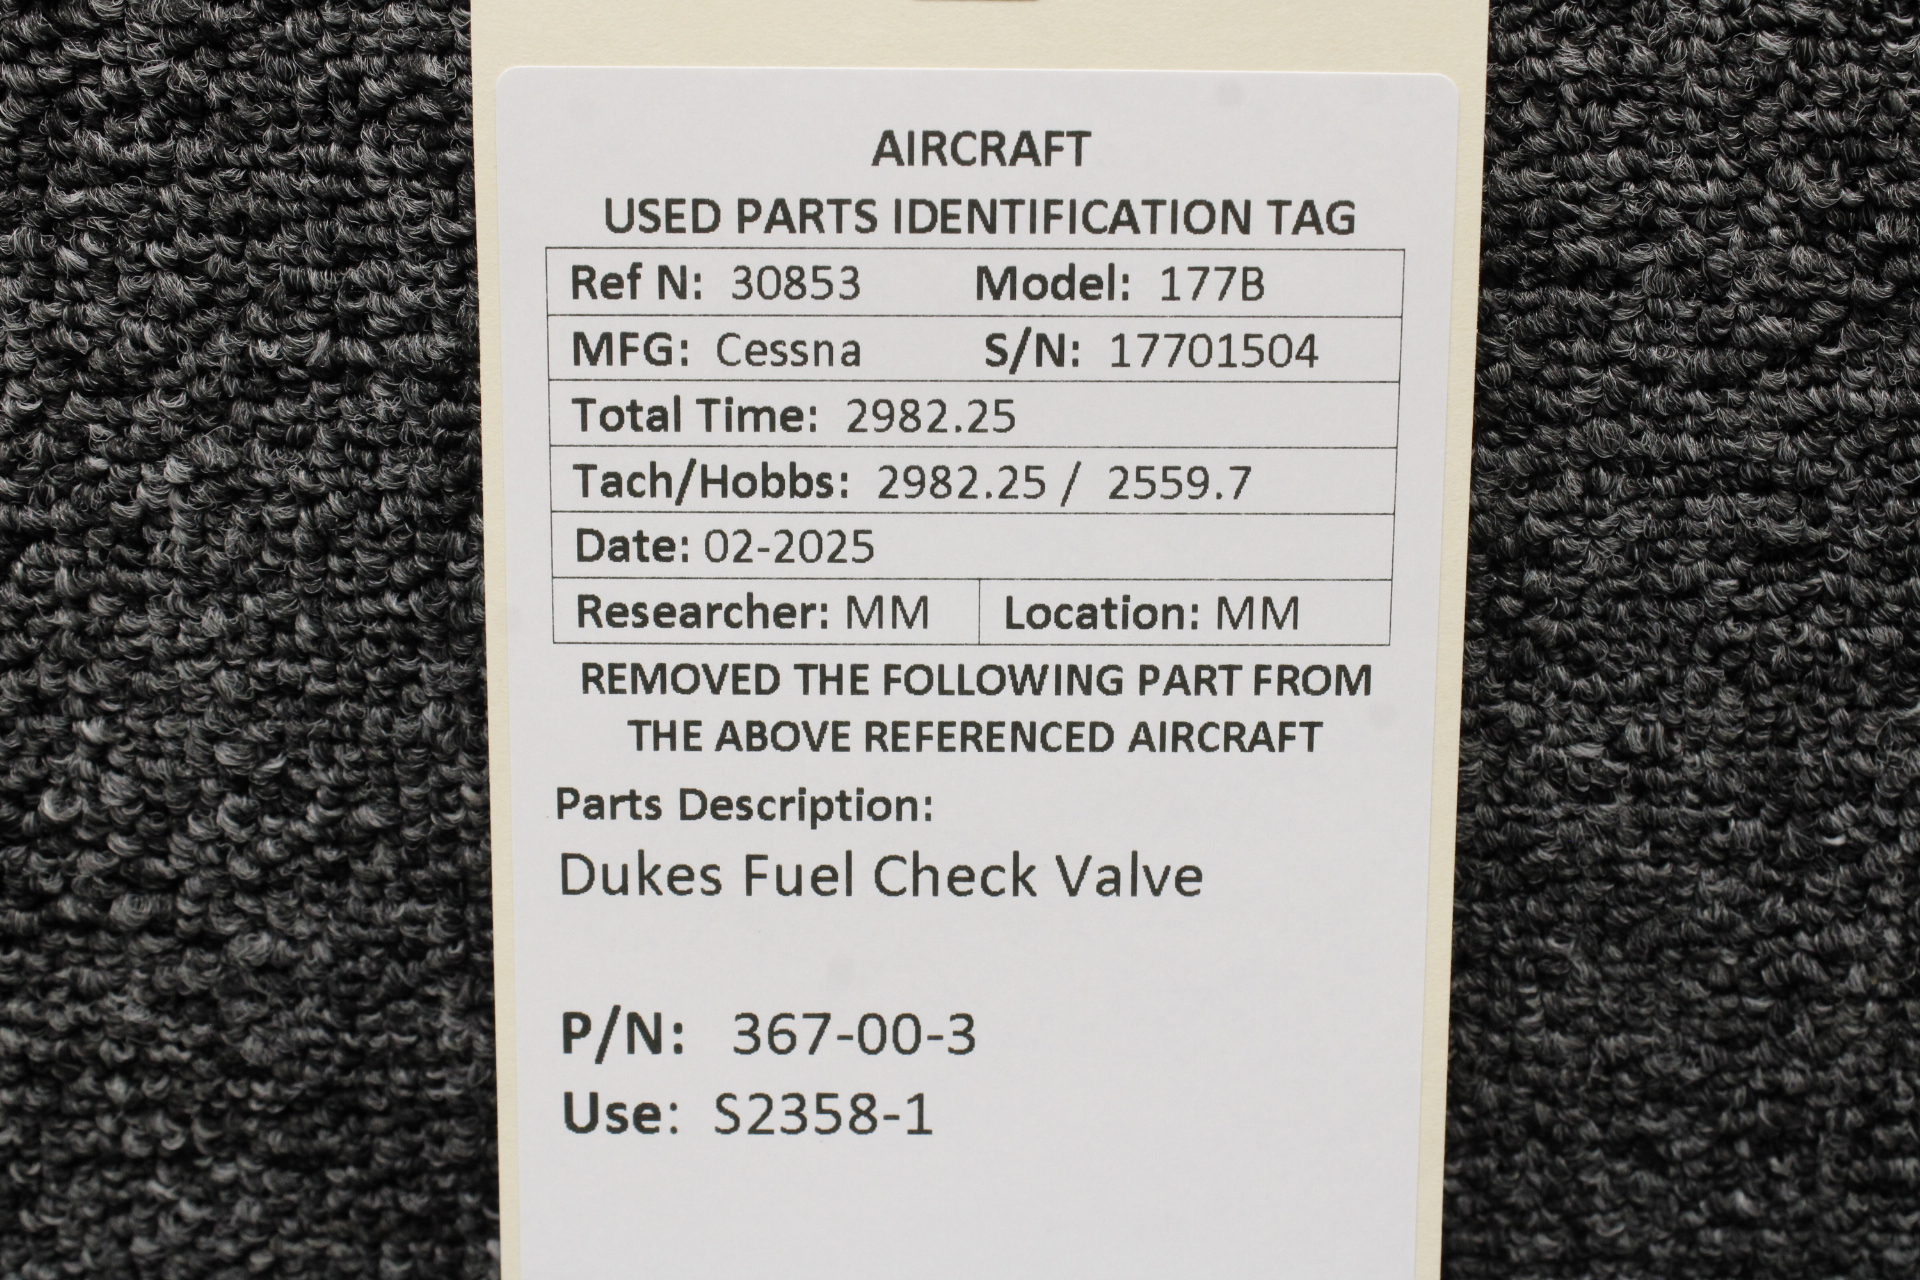 AIRCRAFT
USED PARTS IDENTIFICATION TAG
Ref N: 30853 Model: 177B
MFG: Cessna S/N: 17701504
Total Time: 2982.25
Tach/Hobbs: 2982.25 / 2559.7
Date: 02-2025
Researcher: MM Location: MM
REMOVED THE FOLLOWING PART FROM
THE ABOVE REFERENCED AIRCRAFT
Parts Description:
Dukes Fuel Check Valve
P/N: 367-00-3
Use: S2358-1